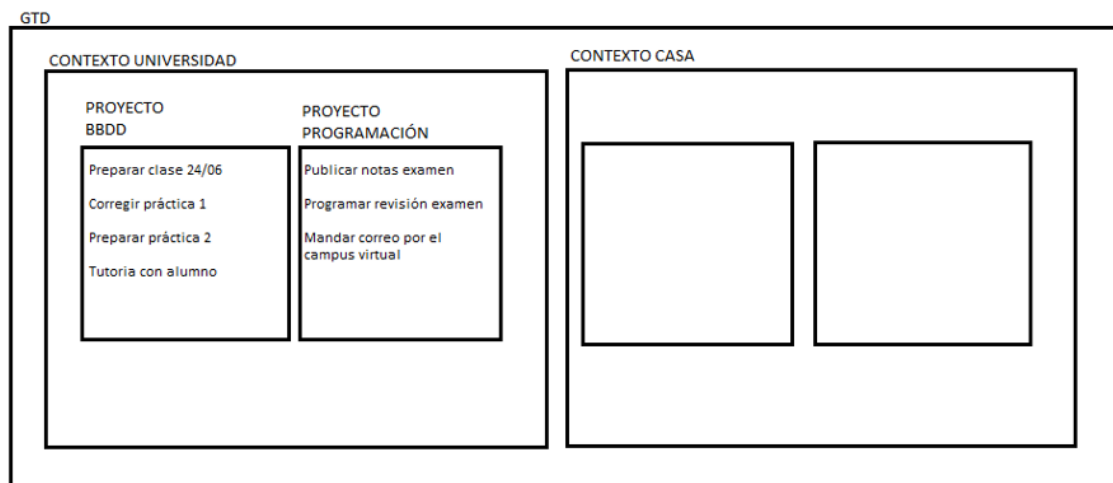 GTD
CONTEXTO UNIVERSIDAD
CONTEXTO CASA
PROYECTO
BBDD
PROYECTO
PROGRAMACIÓN
Preparar clase 24/06
Corregir práctica 1
Preparar práctica 2
Tutoria con alumno
Publicar notas examen
Programar revisión examen
Mandar correo por el
campus virtual